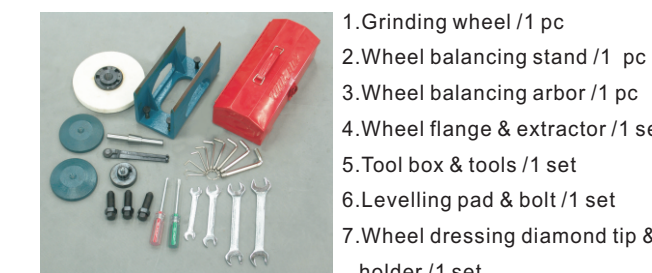 1.Grinding wheel /1 pc
2.Wheel balancing stand /1 pc
3.Wheel balancing arbor /1 pc
4.Wheel flange & extractor /1 se
5.Tool box & tools /1 set
6.Levelling pad & bolt /1 set
7.Wheel dressing diamond tip &
holder /1 set